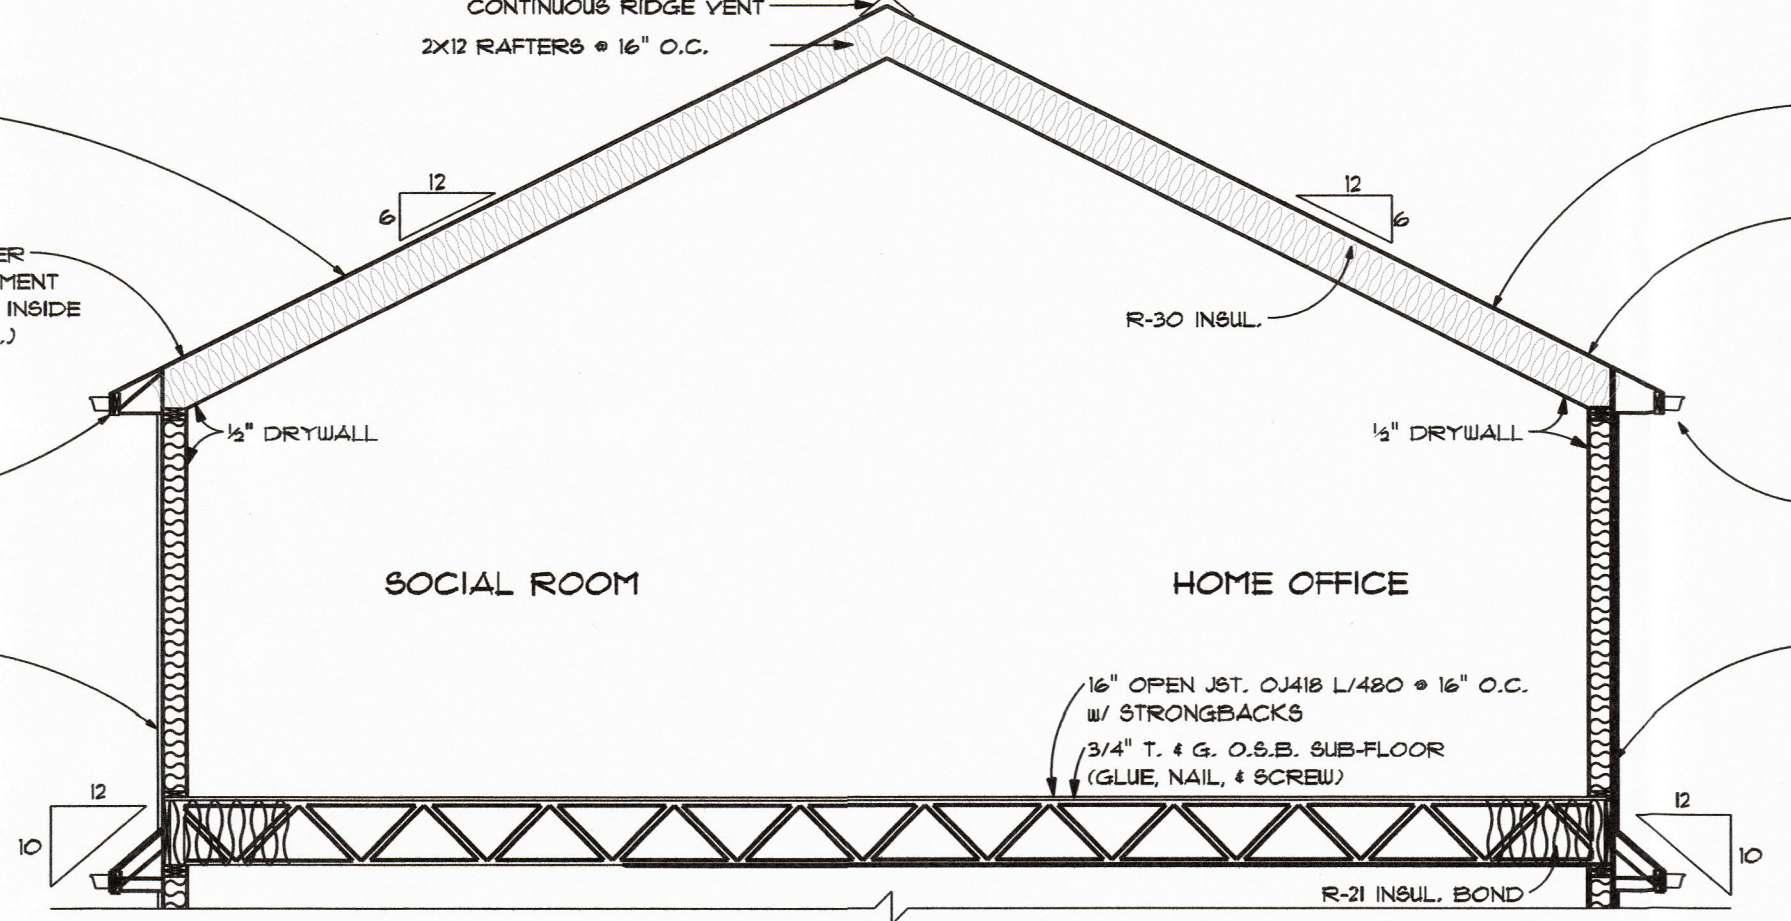 CONTINUOUS RIDGE VENT
2X12 RAFTERS @ 16" O.C.
12
6
12
6
MENT
INSIDE
R-30 INSUL.
½" DRYWALL
½" DRYWALL
SOCIAL ROOM
HOME OFFICE
16" OPEN JST. OJ418 L/480 @ 16" O.C.
W/ STRONGBACKS
3/4" T. & G. O.S.B. SUB-FLOOR
(GLUE, NAIL, & SCREW)
12
10
12
10
R-21 INSUL. BOND